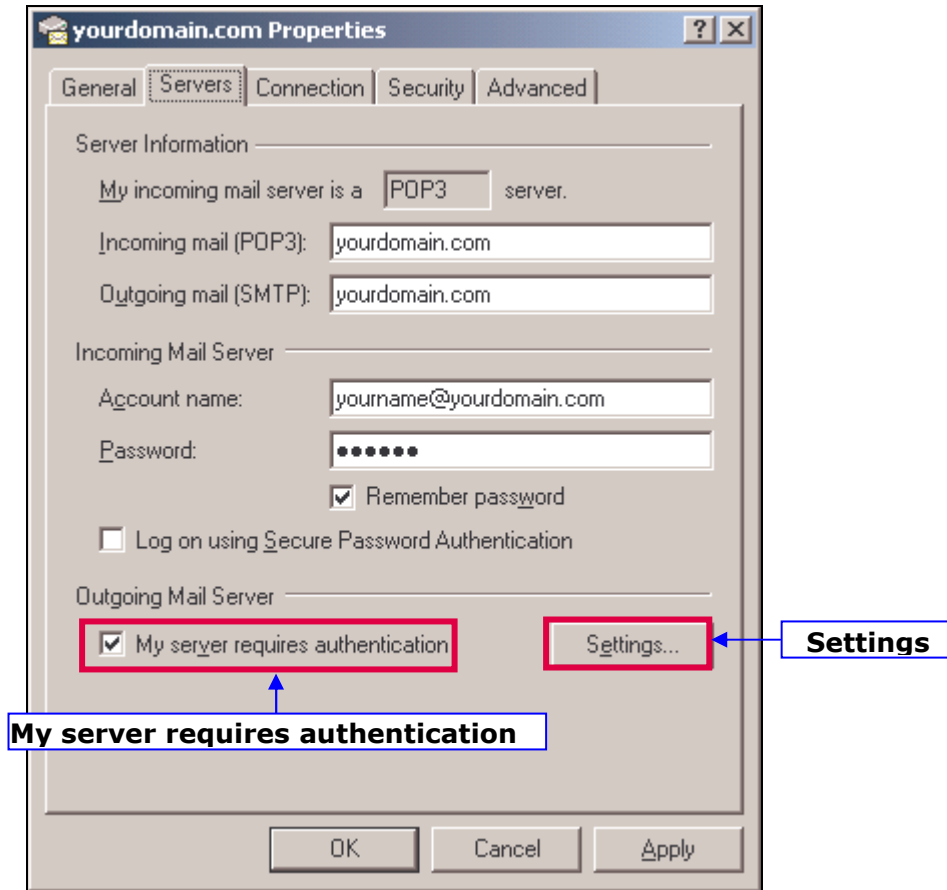 yourdomain.com Properties
General Servers Connection Security Advanced
Server Information
My incoming mail server is a POP3 server.
Incoming mail (POP3): yourdomain.com
Outgoing mail (SMTP): yourdomain.com
Incoming Mail Server
Account name: yourname@yourdomain.com
Password: ●●●●●●
Remember password
Log on using Secure Password Authentication
Outgoing Mail Server
My server requires authentication Settings... Settings
My server requires authentication
OK Cancel Apply